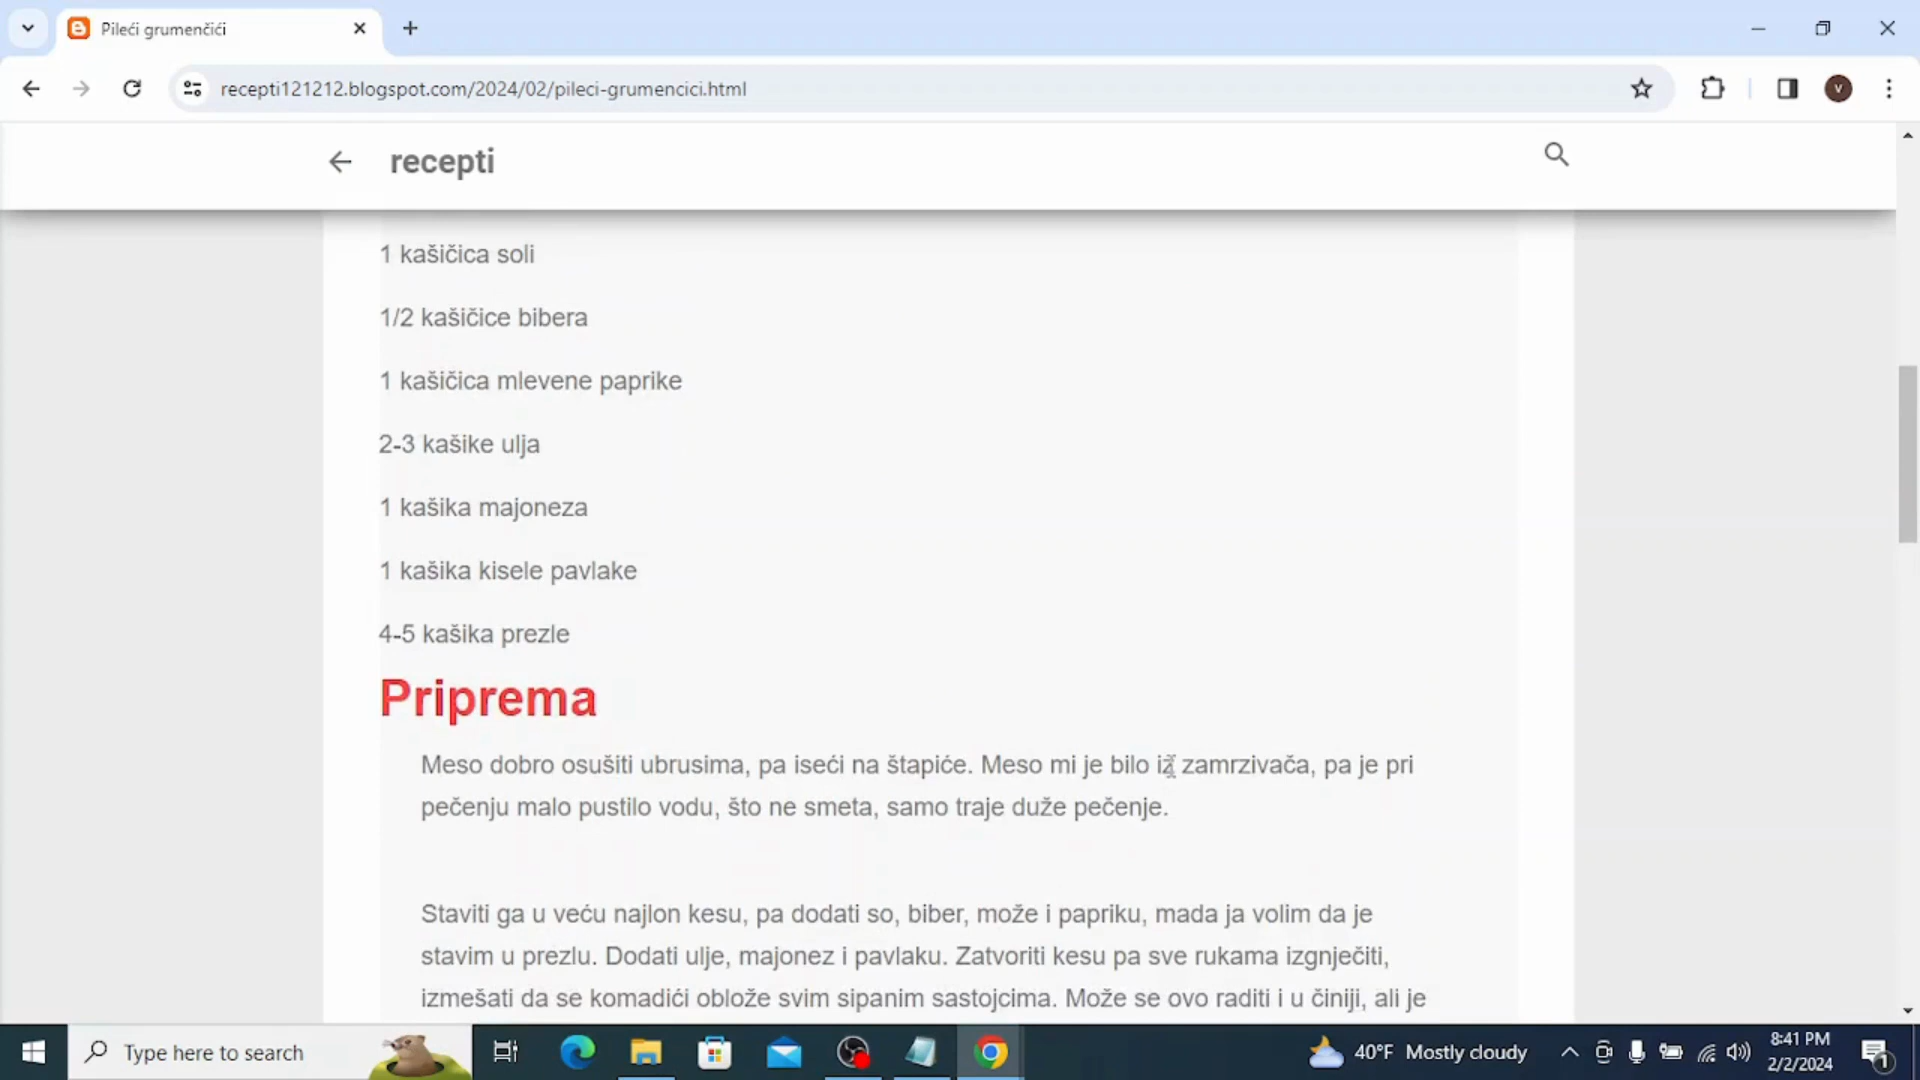 Pileći grumenčići
recepti121212.blogspot.com/2024/02/pileci-grumencici.html
V
recepti
1 kašičica soli
1/2 kašičice bibera
1 kašičica mlevene paprike
2-3 kašike ulja
1 kašika majoneza
1 kašika kisele pavlake
4-5 kašika prezle
Priprema
Meso dobro osušiti ubrusima, pa iseći na štapiće. Meso mi je bilo iz zamrzivača, pa je pri
pečenju malo pustilo vodu, što ne smeta, samo traje duže pečenje.
Staviti ga u veću najlon kesu, pa dodati so, biber, može i papriku, mada ja volim da je
stavim u prezlu. Dodati ulje, majonez i pavlaku. Zatvoriti kesu pa sve rukama izgnječiti,
izmešati da se komadići oblože svim sipanim sastojcima. Može se ovo raditi i u činiji, ali je
Type here to search
40°F Mostly cloudy
8:41 PM
2/2/2024
1